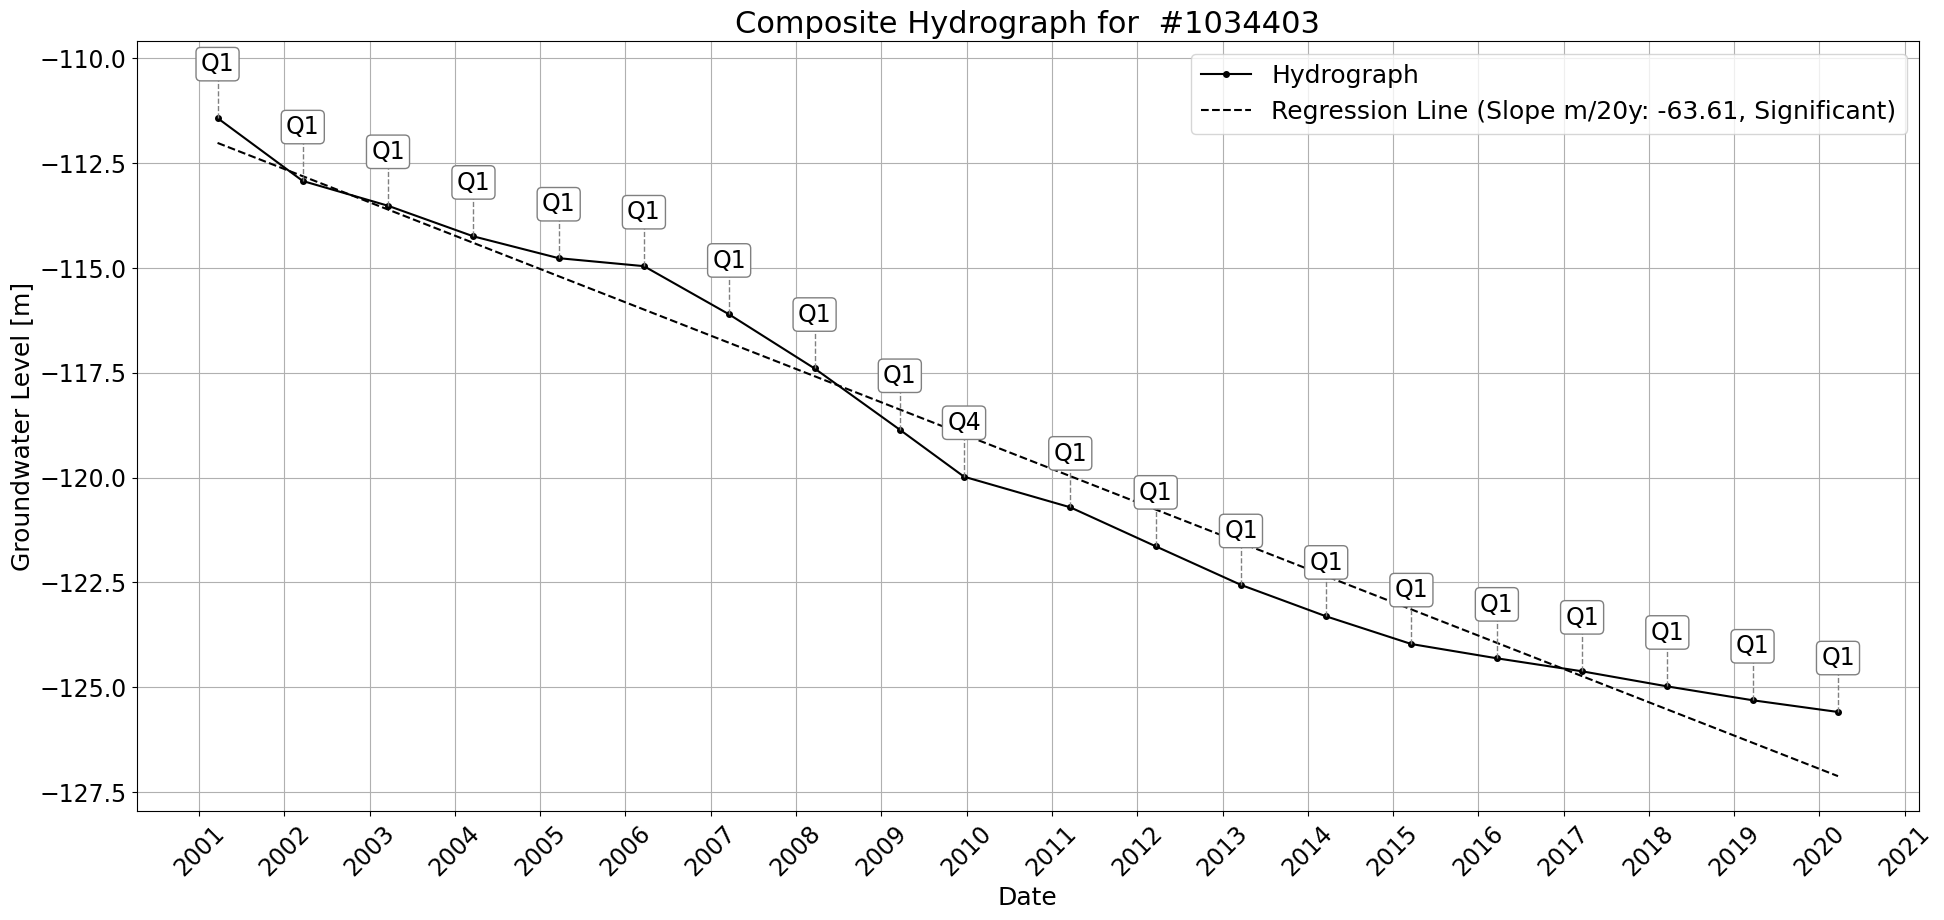 Composite Hydrograph for  #1034403
Hydrograph
Regression Line (Slope m/20y: -63.61, Significant)
Groundwater Level [m]
−110.0
−112.5
−115.0
−117.5
−120.0
−122.5
−125.0
−127.5
Q1
Q1
Q1
Q1
Q1
Q1
Q1
Q1
Q1
Q4
Q1
Q1
Q1
Q1
Q1
Q1
Q1
Q1
Q1
Q1
2001
2002
2003
2004
2005
2006
2007
2008
2009
2010
2011
2012
2013
2014
2015
2016
2017
2018
2019
2020
2021
Date